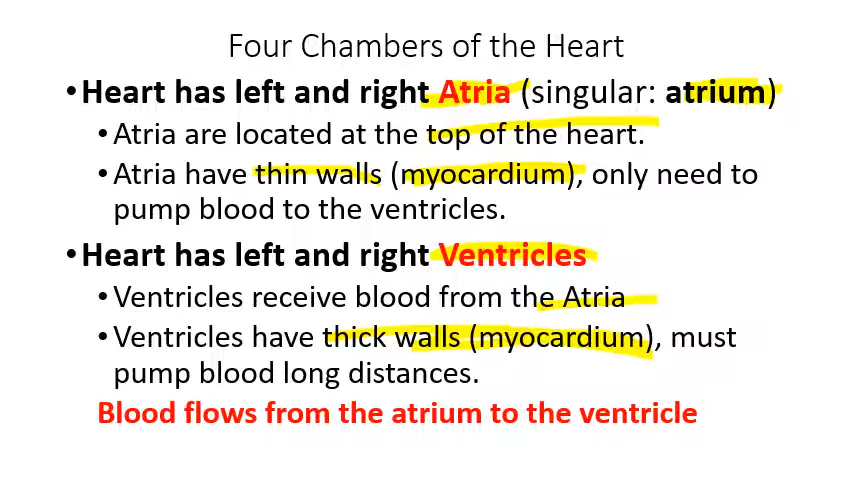 Four Chambers of the Heart
•Heart has left and right Atria (singular: atrium)
•Atria are located at the top of the heart.
•Atria have thin walls (myocardium), only need to
pump blood to the ventricles.
•Heart has left and right Ventricles
•Ventricles receive blood from the Atria
•Ventricles have thick walls (myocardium), must
pump blood long distances.
Blood flows from the atrium to the ventricle